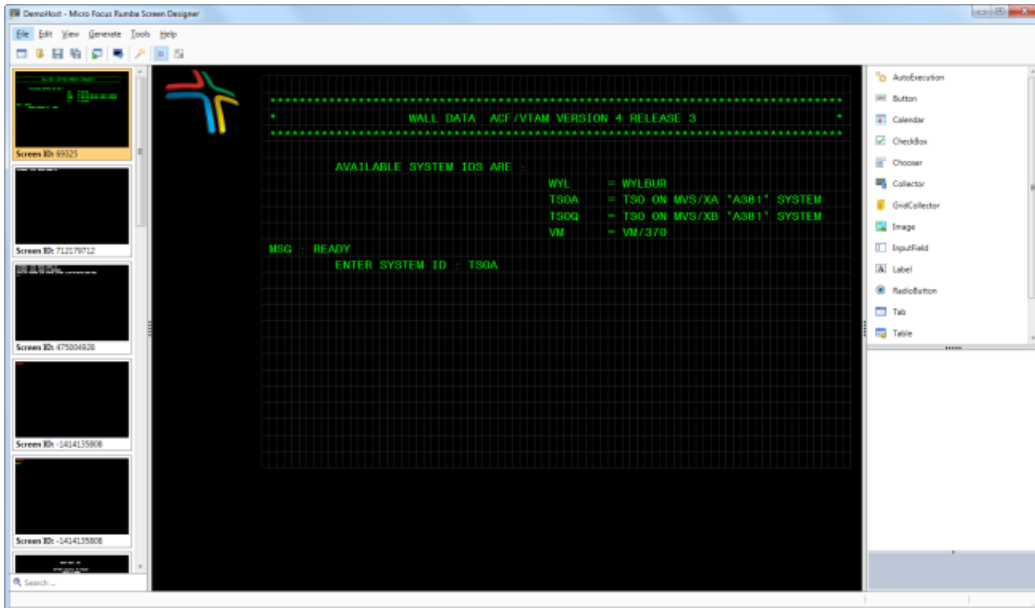 DemoHost - Micro Focus Rumba Screen Designer
File Edit View Generate Tools Help
Screen ID: 69325
Screen ID: 712179712
Screen ID: 475004928
Screen ID: -1414135808
Screen ID: -1414135808
Search ...
********************************************************************************
* WALL DATA ACF/VTAM VERSION 4 RELEASE 3 *
********************************************************************************
AVAILABLE SYSTEM IDS ARE :
WYL = WYLBUR
TSOA = TSO ON MVS/XA "A381" SYSTEM
TSOQ = TSO ON MVS/XB "A381" SYSTEM
VM = VM/370
MSG : READY
ENTER SYSTEM ID : TSOA
AutoExecution
Button
Calendar
CheckBox
Chooser
Collector
GridCollector
Image
InputField
Label
RadioButton
Tab
Table